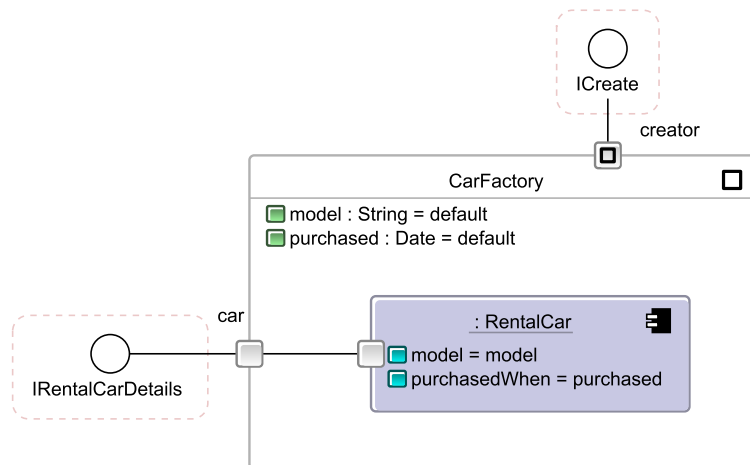 ICreate
creator
CarFactory
model : String = default
purchased : Date = default
car
: RentalCar
IRentalCarDetails
model = model
purchasedWhen = purchased